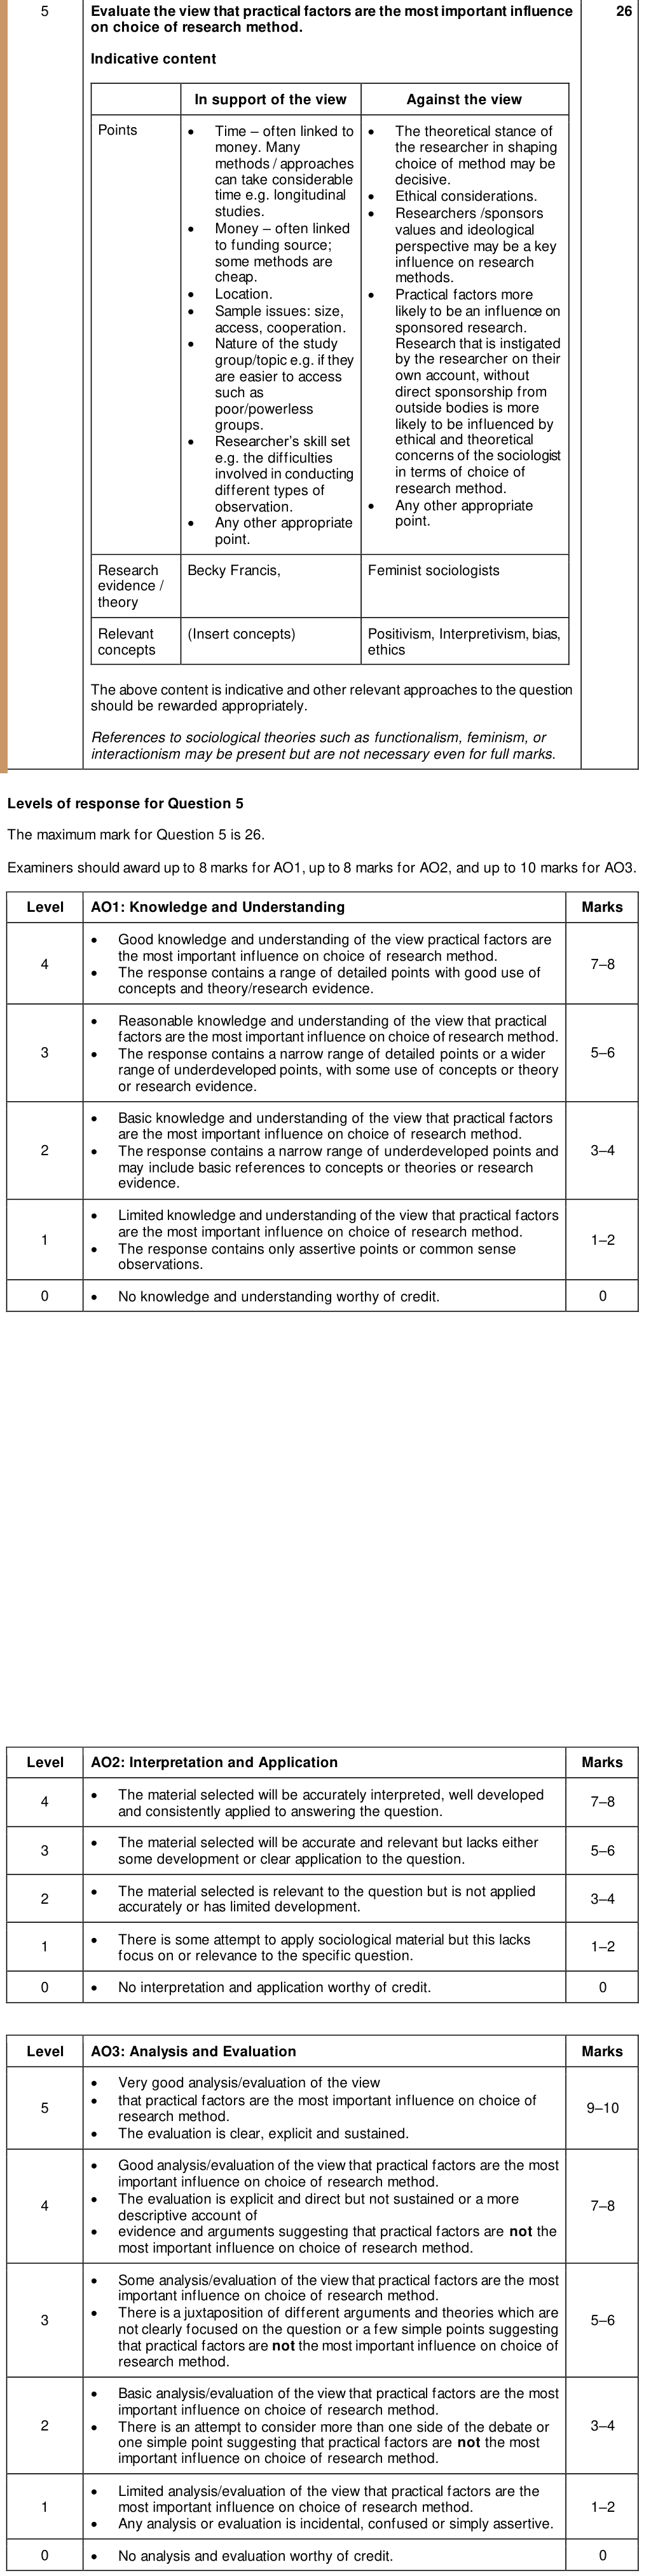 5
Evaluate the view that practical factors are the most important influence
on choice of research method.
26
Indicative content
In support of the view
Against the view
Points
• Time – often linked to
money. Many
methods / approaches
can take considerable
time e.g. longitudinal
studies.
• Money – often linked
to funding source;
some methods are
cheap.
• Location.
• Sample issues: size,
access, cooperation.
• Nature of the study
group/topic e.g. if they
are easier to access
such as
poor/powerless
groups.
• Researcher's skill set
e.g. the difficulties
involved in conducting
different types of
observation.
• Any other appropriate
point.
• The theoretical stance of
the researcher in shaping
choice of method may be
decisive.
• Ethical considerations.
• Researchers /sponsors
values and ideological
perspective may be a key
influence on research
methods.
• Practical factors more
likely to be an influence on
sponsored research.
Research that is instigated
by the researcher on their
own account, without
direct sponsorship from
outside bodies is more
likely to be influenced by
ethical and theoretical
concerns of the sociologist
in terms of choice of
research method.
• Any other appropriate
point.
Research
evidence /
theory
Becky Francis,
Feminist sociologists
Relevant
concepts
(Insert concepts)
Positivism, Interpretivism, bias,
ethics
The above content is indicative and other relevant approaches to the question
should be rewarded appropriately.
References to sociological theories such as functionalism, feminism, or
interactionism may be present but are not necessary even for full marks.
Levels of response for Question 5
The maximum mark for Question 5 is 26.
Examiners should award up to 8 marks for AO1, up to 8 marks for AO2, and up to 10 marks for AO3.
Level
AO1: Knowledge and Understanding
Marks
4
• Good knowledge and understanding of the view practical factors are
the most important influence on choice of research method.
• The response contains a range of detailed points with good use of
concepts and theory/research evidence.
7–8
3
• Reasonable knowledge and understanding of the view that practical
factors are the most important influence on choice of research method.
• The response contains a narrow range of detailed points or a wider
range of underdeveloped points, with some use of concepts or theory
or research evidence.
5–6
2
• Basic knowledge and understanding of the view that practical factors
are the most important influence on choice of research method.
• The response contains a narrow range of underdeveloped points and
may include basic references to concepts or theories or research
evidence.
3–4
1
• Limited knowledge and understanding of the view that practical factors
are the most important influence on choice of research method.
• The response contains only assertive points or common sense
observations.
1–2
0
• No knowledge and understanding worthy of credit.
0
Level
AO2: Interpretation and Application
Marks
4
• The material selected will be accurately interpreted, well developed
and consistently applied to answering the question.
7–8
3
• The material selected will be accurate and relevant but lacks either
some development or clear application to the question.
5–6
2
• The material selected is relevant to the question but is not applied
accurately or has limited development.
3–4
1
• There is some attempt to apply sociological material but this lacks
focus on or relevance to the specific question.
1–2
0
• No interpretation and application worthy of credit.
0
Level
AO3: Analysis and Evaluation
Marks
5
• Very good analysis/evaluation of the view
• that practical factors are the most important influence on choice of
research method.
• The evaluation is clear, explicit and sustained.
9–10
4
• Good analysis/evaluation of the view that practical factors are the most
important influence on choice of research method.
• The evaluation is explicit and direct but not sustained or a more
descriptive account of
• evidence and arguments suggesting that practical factors are not the
most important influence on choice of research method.
7–8
3
• Some analysis/evaluation of the view that practical factors are the most
important influence on choice of research method.
• There is a juxtaposition of different arguments and theories which are
not clearly focused on the question or a few simple points suggesting
that practical factors are not the most important influence on choice of
research method.
5–6
2
• Basic analysis/evaluation of the view that practical factors are the most
important influence on choice of research method.
• There is an attempt to consider more than one side of the debate or
one simple point suggesting that practical factors are not the most
important influence on choice of research method.
3–4
1
• Limited analysis/evaluation of the view that practical factors are the
most important influence on choice of research method.
• Any analysis or evaluation is incidental, confused or simply assertive.
1–2
0
• No analysis and evaluation worthy of credit.
0